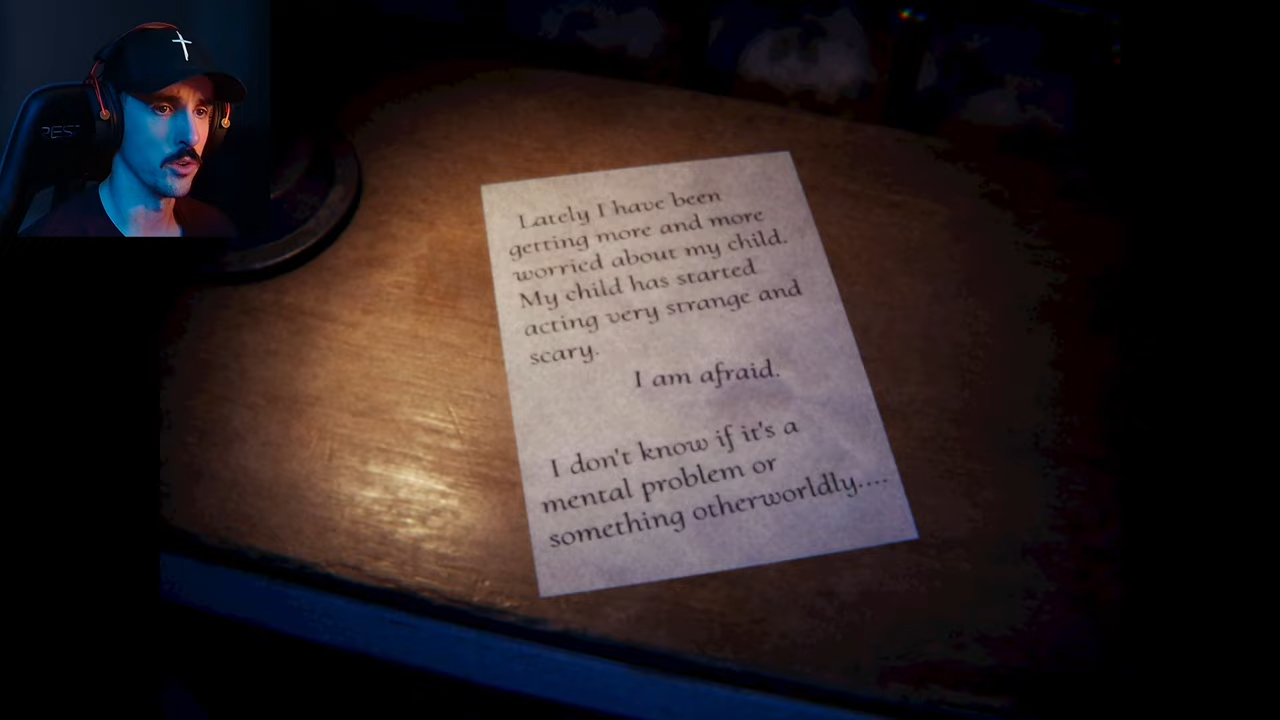 Lately I have been
getting more and more
worried about my child.
My child has started
acting very strange and
scary.
I am afraid.
I don't know if it's a
mental problem or
something otherworldly....